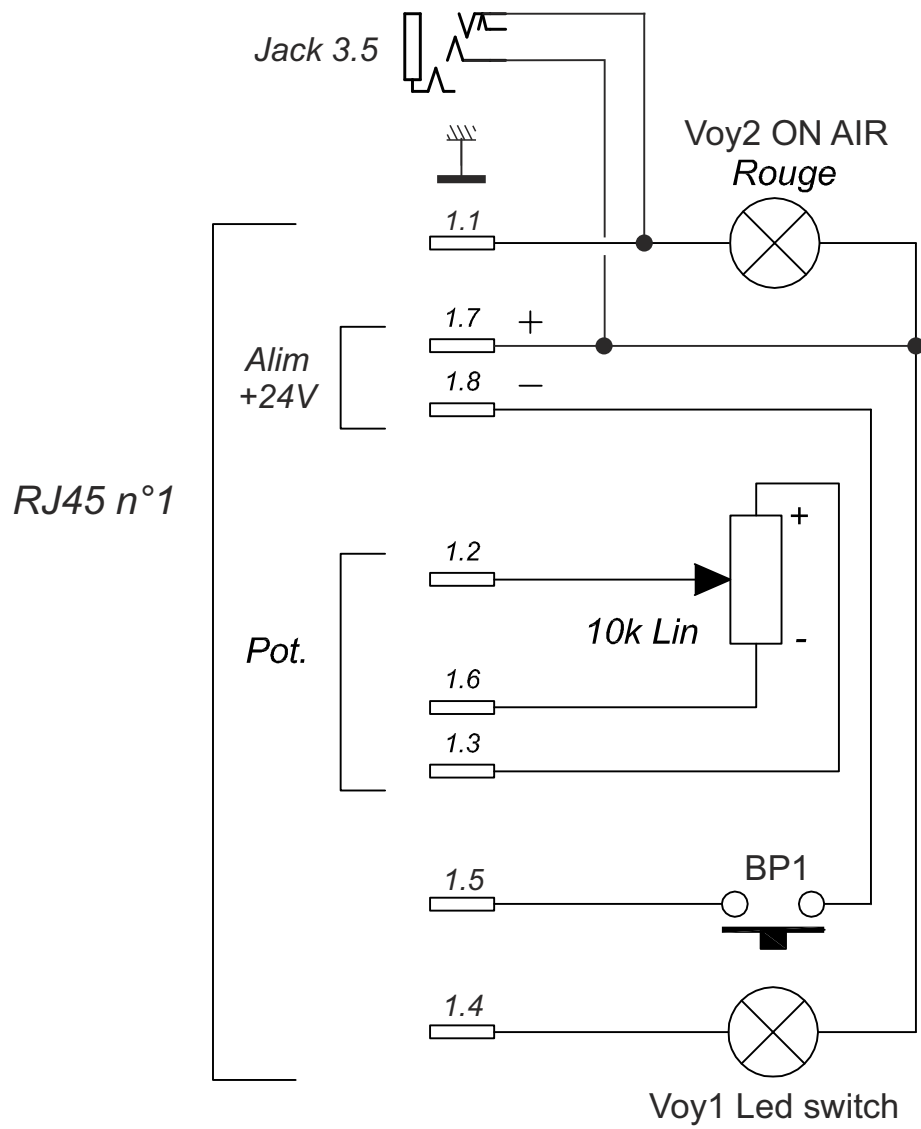 Jack 3.5
Voy2 ON AIR
Rouge
1.1
1.7 +
Alim
+24V
1.8 −
RJ45 n°1
+
1.2
10k Lin
-
Pot.
1.6
1.3
BP1
1.5
1.4
Voy1 Led switch